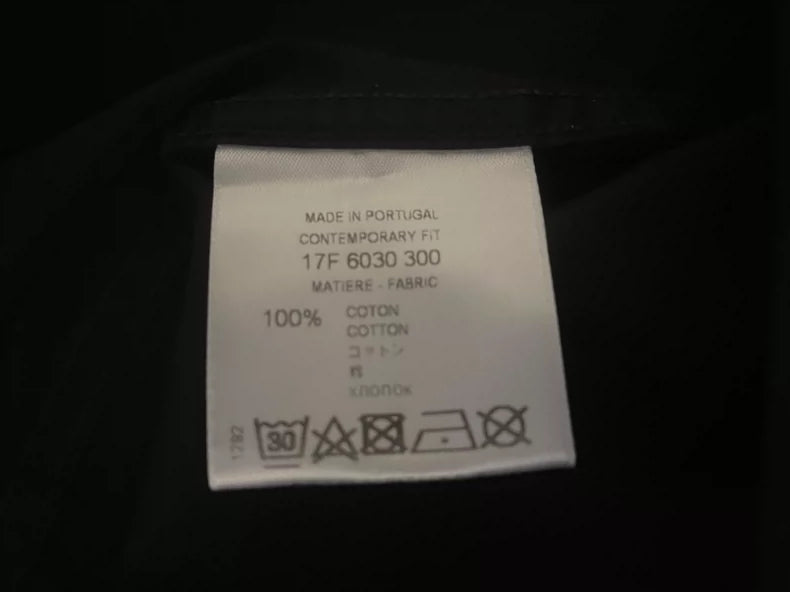 MADE IN PORTUGAL
CONTEMPORARY FIT
17F 6030 300
MATIERE - FABRIC
100% COTON
COTTON
コットン
хлопок
1282
30